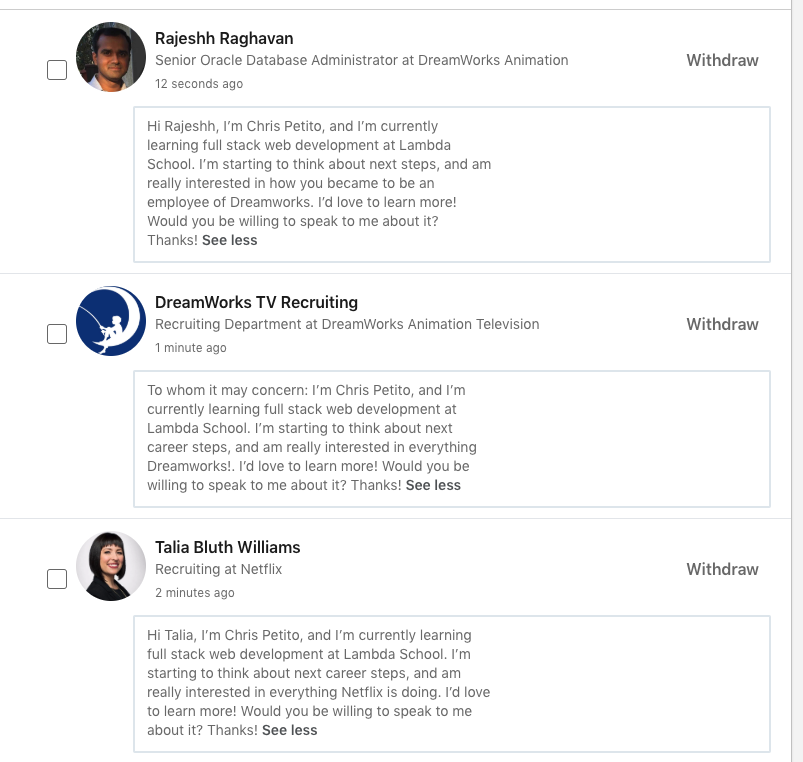 Rajeshh Raghavan
Senior Oracle Database Administrator at DreamWorks Animation
Withdraw
12 seconds ago
Hi Rajeshh, I’m Chris Petito, and I’m currently
learning full stack web development at Lambda
School. I’m starting to think about next steps, and am
really interested in how you became to be an
employee of Dreamworks. I’d love to learn more!
Would you be willing to speak to me about it?
Thanks! See less
DreamWorks TV Recruiting
Recruiting Department at DreamWorks Animation Television
Withdraw
1 minute ago
To whom it may concern: I’m Chris Petito, and I’m
currently learning full stack web development at
Lambda School. I’m starting to think about next
career steps, and am really interested in everything
Dreamworks!. I’d love to learn more! Would you be
willing to speak to me about it? Thanks! See less
Talia Bluth Williams
Recruiting at Netflix
Withdraw
2 minutes ago
Hi Talia, I’m Chris Petito, and I’m currently learning
full stack web development at Lambda School. I’m
starting to think about next career steps, and am
really interested in everything Netflix is doing. I’d love
to learn more! Would you be willing to speak to me
about it? Thanks! See less